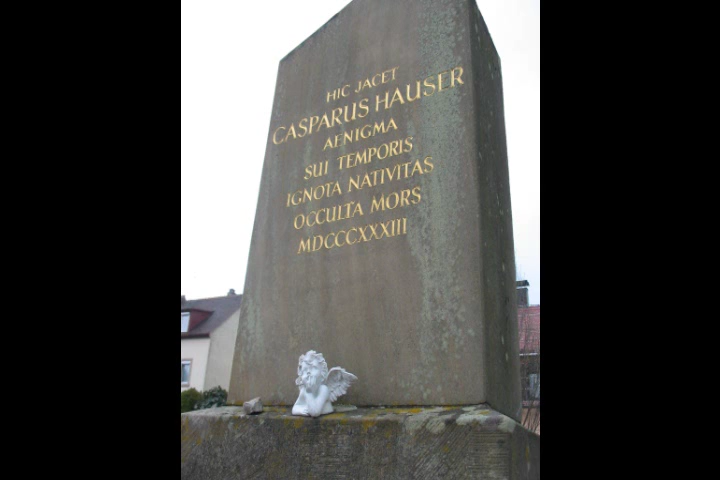 HIC JACET
CASPARUS HAUSER
AENIGMA
SUI TEMPORIS
IGNOTA NATIVITAS
OCCULTA MORS
MDCCCXXXIII